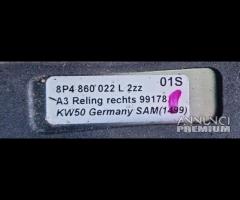 01S
8P4 860 022 L 2zz
A3 Reling rechts 99178
KW50 Germany SAM(1499)
ANNUNCI
PREMIUM